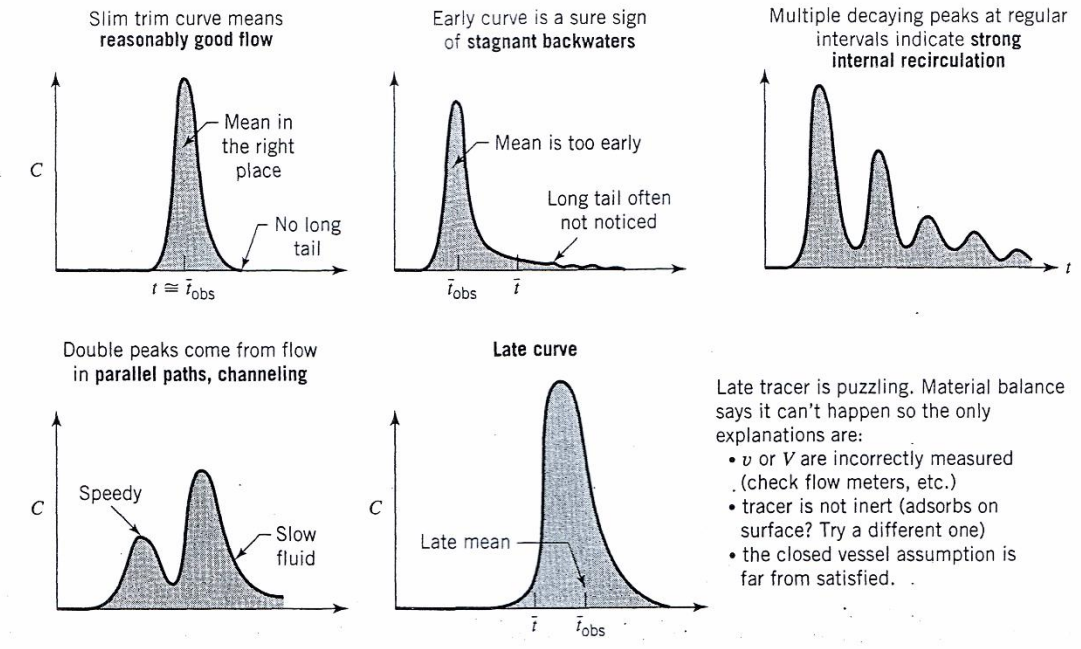 Slim trim curve means
reasonably good flow
C
Mean in
the right
place
No long
tail
t ≅ t̄obs
Early curve is a sure sign
of stagnant backwaters
Mean is too early
Long tail often
not noticed
t̄obs
t̄
Multiple decaying peaks at regular
intervals indicate strong
internal recirculation
t
Double peaks come from flow
in parallel paths, channeling
C
Speedy
Slow
fluid
Late curve
C
Late mean
t̄
t̄obs
Late tracer is puzzling. Material balance
says it can't happen so the only
explanations are:
• v or V are incorrectly measured
(check flow meters, etc.)
• tracer is not inert (adsorbs on
surface? Try a different one)
• the closed vessel assumption is
far from satisfied.